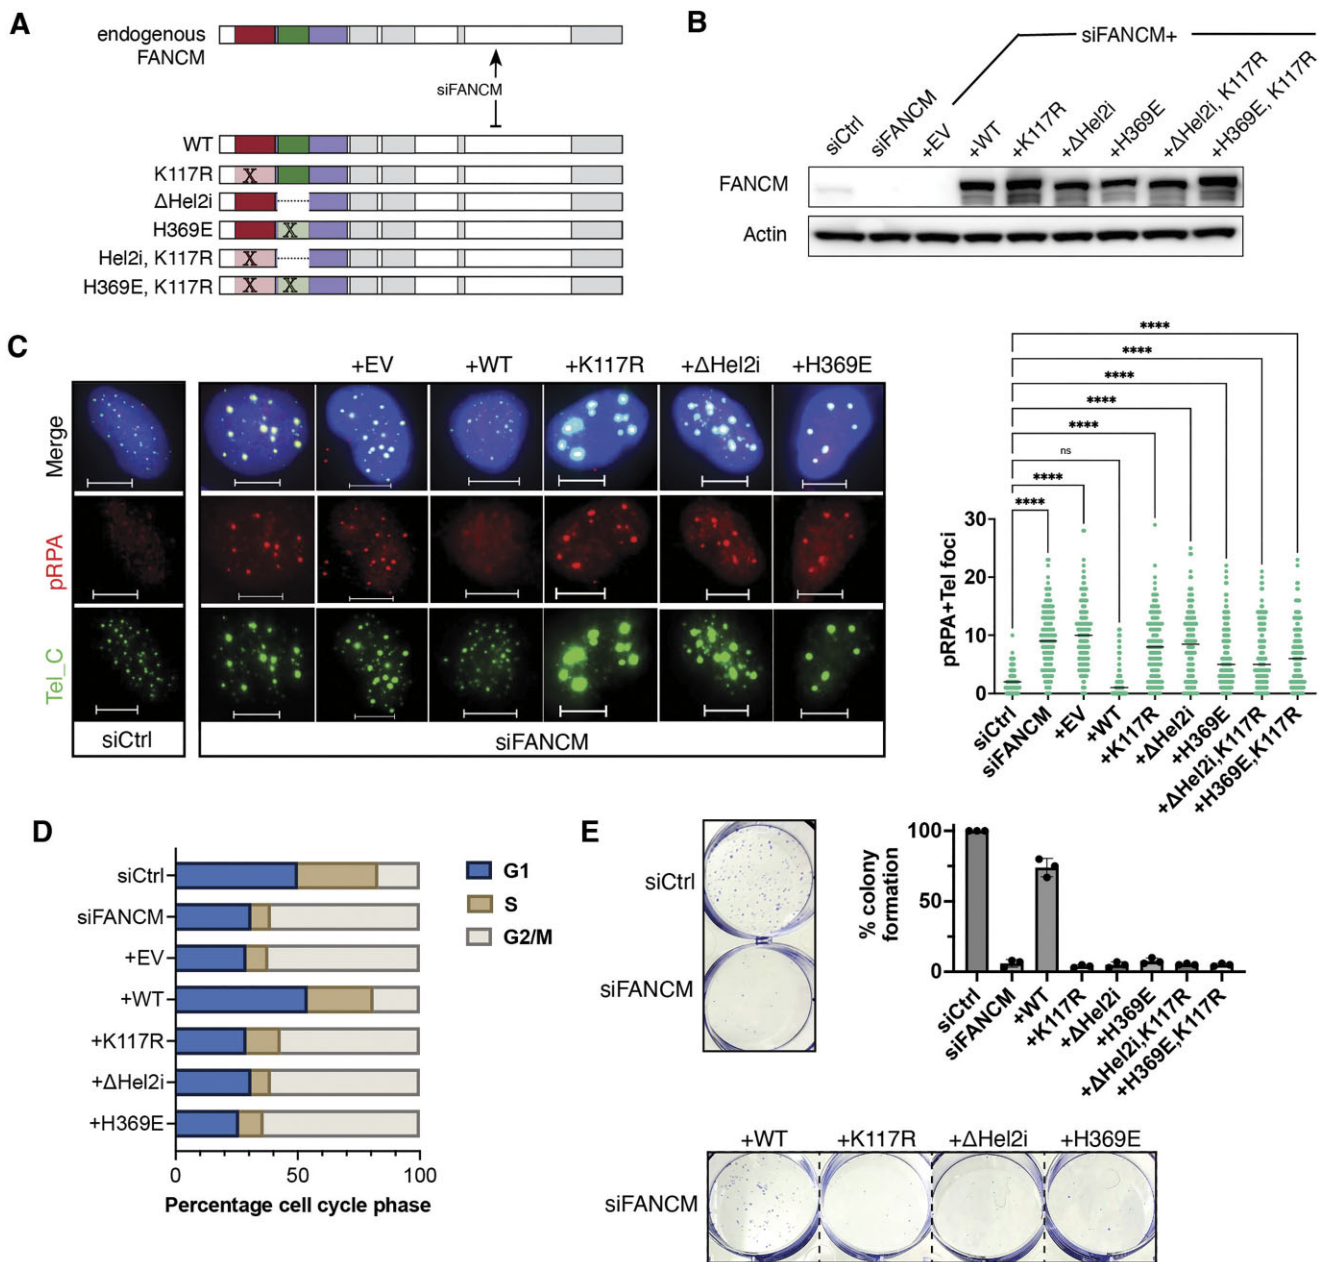 A
endogenous
FANCM
siFANCM
WT
K117R
X
ΔHel2i
H369E
X
Hel2i, K117R
X
H369E, K117R
X
X
B
siFANCM+
siCtrl
siFANCM
+EV
+WT
+K117R
+ΔHel2i
+H369E
+ΔHel2i, K117R
+H369E, K117R
FANCM
Actin
C
+EV
+WT
+K117R
+ΔHel2i
+H369E
Merge
pRPA
Tel_C
siCtrl
siFANCM
****
****
****
****
****
ns
****
****
pRPA+Tel foci
30
20
10
0
siCtrl
siFANCM
+EV
+WT
+K117R
+ΔHel2i
+H369E
+ΔHel2i,K117R
+H369E,K117R
D
siCtrl
siFANCM
+EV
+WT
+K117R
+ΔHel2i
+H369E
0
50
100
Percentage cell cycle phase
G1
S
G2/M
E
siCtrl
siFANCM
% colony
formation
100
50
0
siCtrl
siFANCM
+WT
+K117R
+ΔHel2i
+H369E
+ΔHel2i,K117R
+H369E,K117R
+WT
+K117R
+ΔHel2i
+H369E
siFANCM